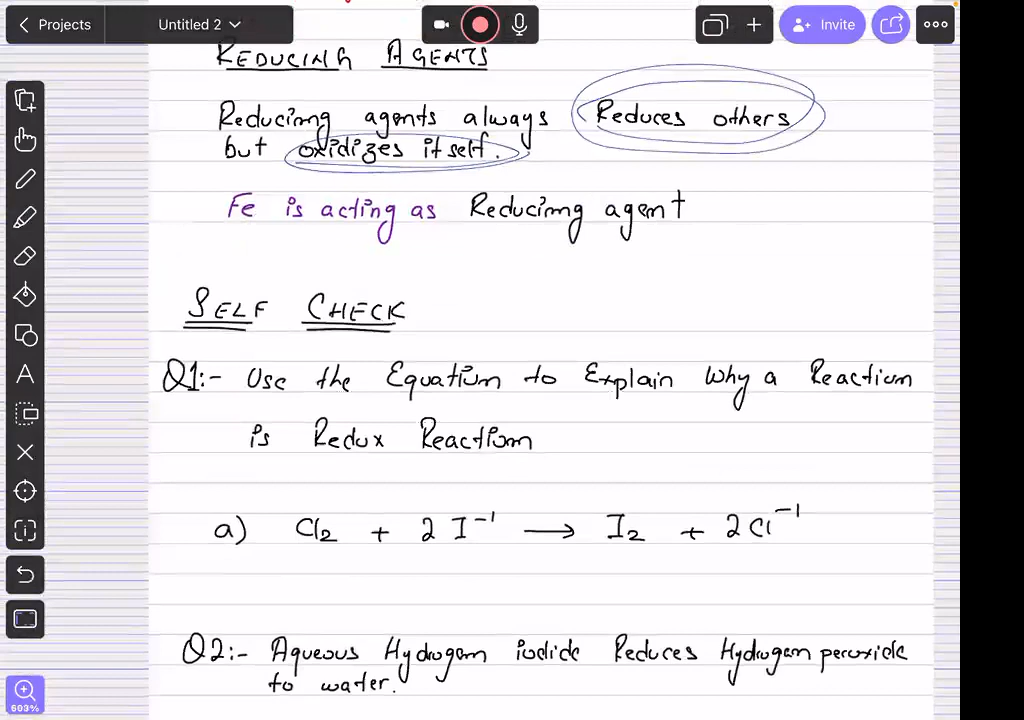 Projects
Untitled 2
Invite
REDUCING AGENTS
Reducing agents always Reduces others
but oxidizes itself.
Fe is acting as Reducing agent
SELF CHECK
Q1:- Use the Equation to Explain Why a Reaction
is Redux Reaction
a) Cl₂ + 2 I⁻¹ ⟶ I₂ + 2 Cl⁻¹
Q2:- Aqueous Hydrogen iodide Reduces Hydrogen peroxide
to water.
A
603%